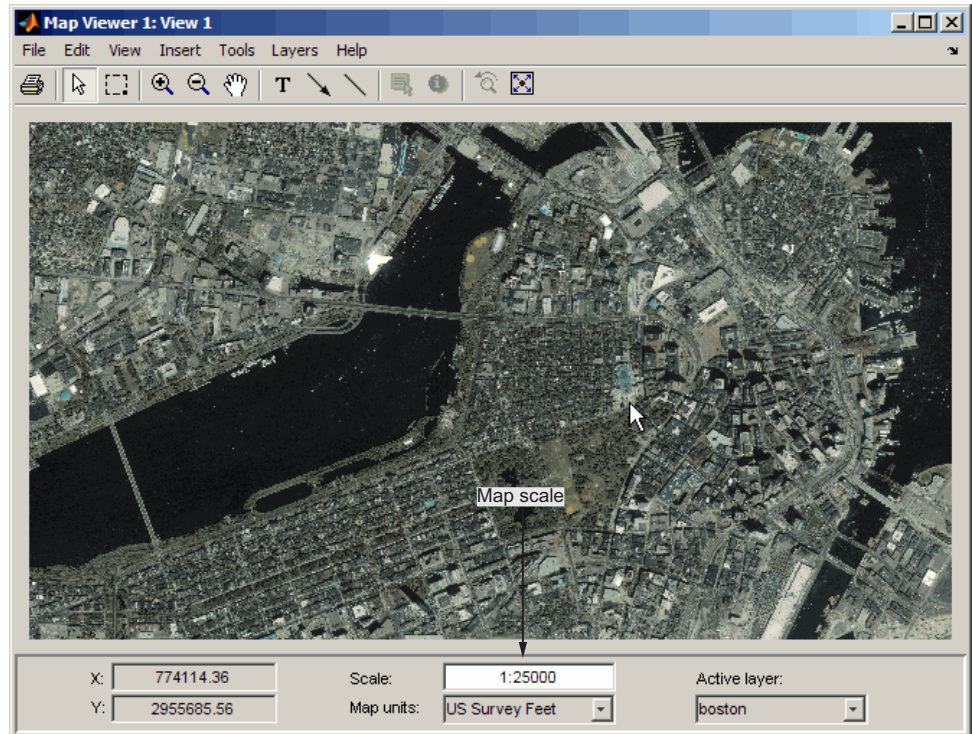 Map Viewer 1: View 1
File Edit View Insert Tools Layers Help
T
Map scale
X: 774114.36 Scale: 1:25000 Active layer:
Y: 2955685.56 Map units: US Survey Feet boston